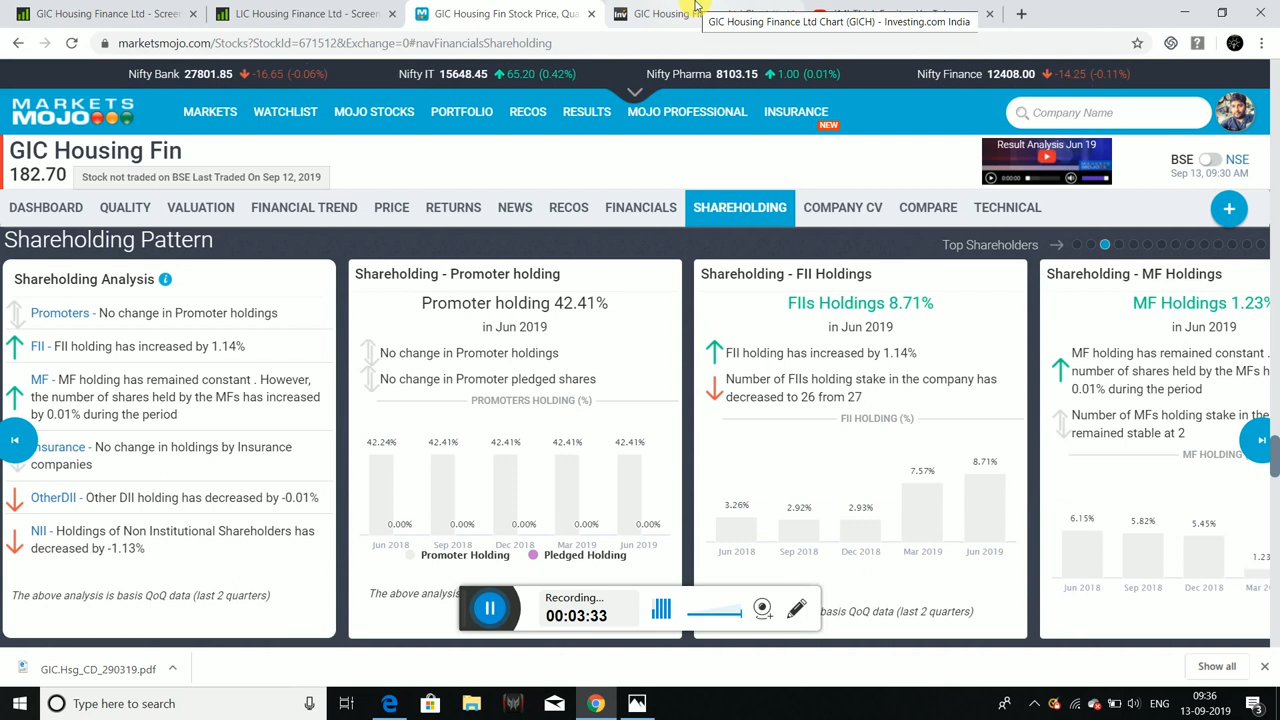 GIC Housing Finance Ltd - Screen
LIC Housing Finance Ltd - Screen
GIC Housing Fin Stock Price, Qua
GIC Housing Fin
GIC Housing Finance Ltd Chart (GICH) - Investing.com India
marketsmojo.com/Stocks?StockId=671512&Exchange=0#navFinancialsShareholding
Nifty Bank 27801.85 -16.65 (-0.06%)
Nifty IT 15648.45 65.20 (0.42%)
Nifty Pharma 8103.15 1.00 (0.01%)
Nifty Finance 12408.00 -14.25 (-0.11%)
MARKETS MOJO
MARKETS WATCHLIST MOJO STOCKS PORTFOLIO RECOS RESULTS MOJO PROFESSIONAL INSURANCE
NEW
Company Name
GIC Housing Fin
182.70 Stock not traded on BSE Last Traded On Sep 12, 2019
Result Analysis Jun 19
0:00:00
BSE NSE
Sep 13, 09:30 AM
DASHBOARD QUALITY VALUATION FINANCIAL TREND PRICE RETURNS NEWS RECOS FINANCIALS SHAREHOLDING COMPANY CV COMPARE TECHNICAL
Shareholding Pattern
Top Shareholders
Shareholding Analysis
Promoters - No change in Promoter holdings
FII - FII holding has increased by 1.14%
MF - MF holding has remained constant . However,
the number of shares held by the MFs has increased
by 0.01% during the period
nsurance - No change in holdings by Insurance
companies
OtherDII - Other DII holding has decreased by -0.01%
NII - Holdings of Non Institutional Shareholders has
decreased by -1.13%
The above analysis is basis QoQ data (last 2 quarters)
Shareholding - Promoter holding
Promoter holding 42.41%
in Jun 2019
No change in Promoter holdings
No change in Promoter pledged shares
PROMOTERS HOLDING (%)
42.24% 42.41% 42.41% 42.41% 42.41%
0.00% 0.00% 0.00% 0.00% 0.00%
Jun 2018 Sep 2018 Dec 2018 Mar 2019 Jun 2019
Promoter Holding Pledged Holding
The above analysis
Shareholding - FII Holdings
FIIs Holdings 8.71%
in Jun 2019
FII holding has increased by 1.14%
Number of FIIs holding stake in the company has
decreased to 26 from 27
FII HOLDING (%)
3.26% 2.92% 2.93% 7.57% 8.71%
Jun 2018 Sep 2018 Dec 2018 Mar 2019 Jun 2019
basis QoQ data (last 2 quarters)
Shareholding - MF Holdings
MF Holdings 1.23%
in Jun 2019
MF holding has remained constant .
number of shares held by the MFs h
0.01% during the period
Number of MFs holding stake in the
remained stable at 2
MF HOLDING (
6.15% 5.82% 5.45% 1.23
Jun 2018 Sep 2018 Dec 2018 Mar 2
Recording...
00:03:33
GIC.Hsg_CD_290319.pdf
Show all
Type here to search
ENG
09:36
13-09-2019
3